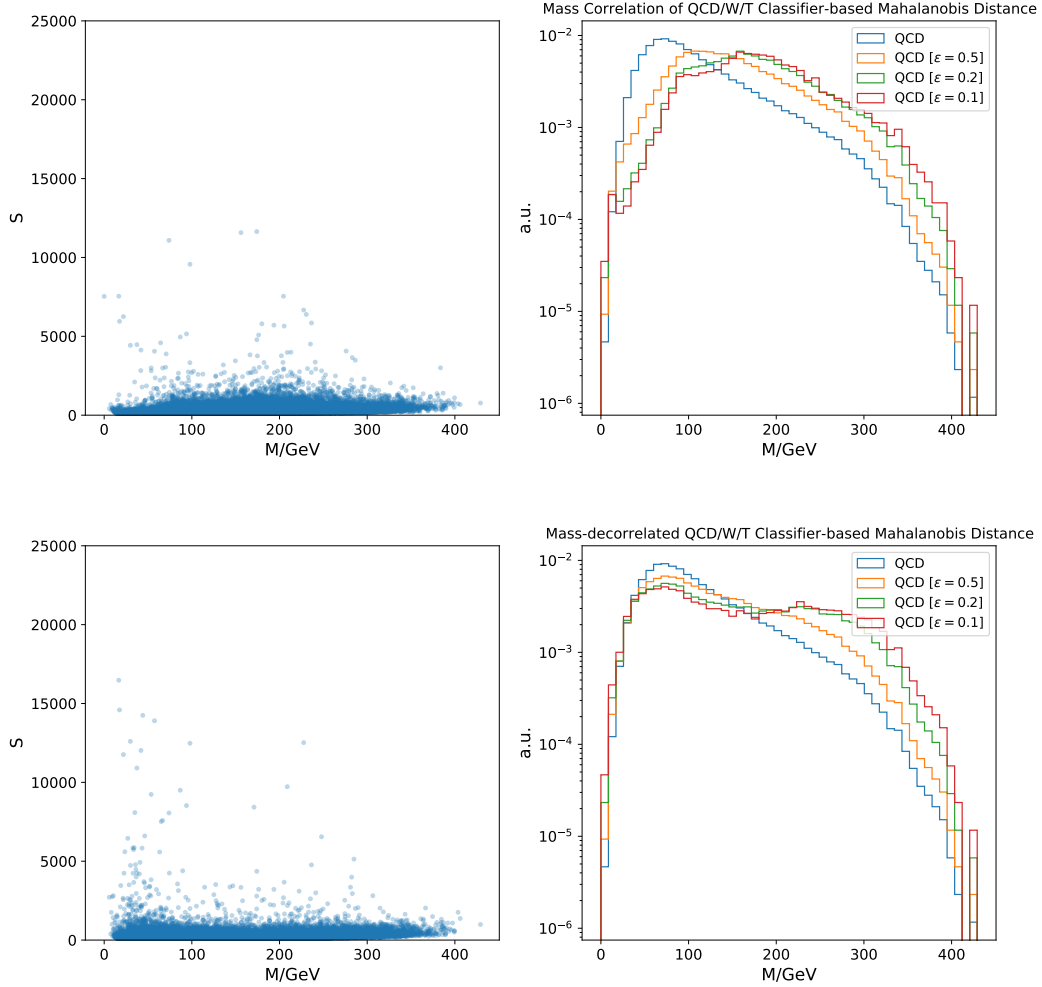 25000
20000
15000
10000
5000
0
S
0 100 200 300 400
M/GeV
Mass Correlation of QCD/W/T Classifier-based Mahalanobis Distance
QCD
QCD [ε = 0.5]
QCD [ε = 0.2]
QCD [ε = 0.1]
10⁻²
10⁻³
10⁻⁴
10⁻⁵
10⁻⁶
a.u.
0 100 200 300 400
M/GeV
25000
20000
15000
10000
5000
0
S
0 100 200 300 400
M/GeV
Mass-decorrelated QCD/W/T Classifier-based Mahalanobis Distance
QCD
QCD [ε = 0.5]
QCD [ε = 0.2]
QCD [ε = 0.1]
10⁻²
10⁻³
10⁻⁴
10⁻⁵
10⁻⁶
a.u.
0 100 200 300 400
M/GeV